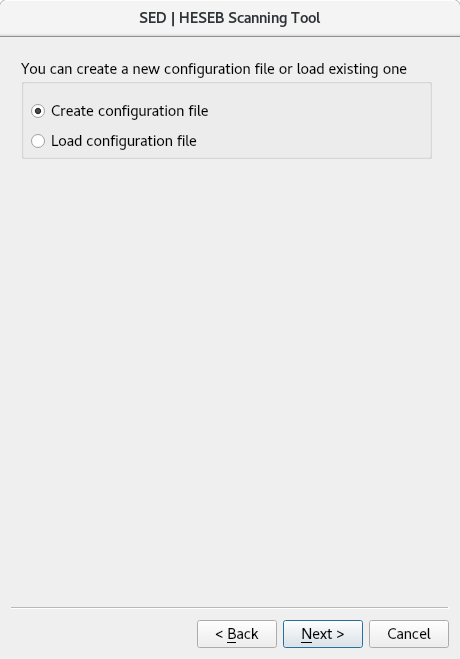 SED | HESEB Scanning Tool
You can create a new configuration file or load existing one
Create configuration file
Load configuration file
< Back
Next >
Cancel